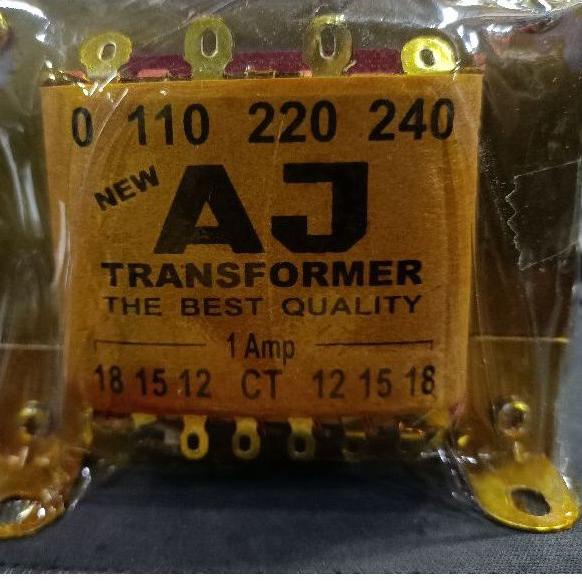 0 110 220 240
NEW
AJ
TRANSFORMER
THE BEST QUALITY
1 Amp
18 15 12 CT 12 15 18